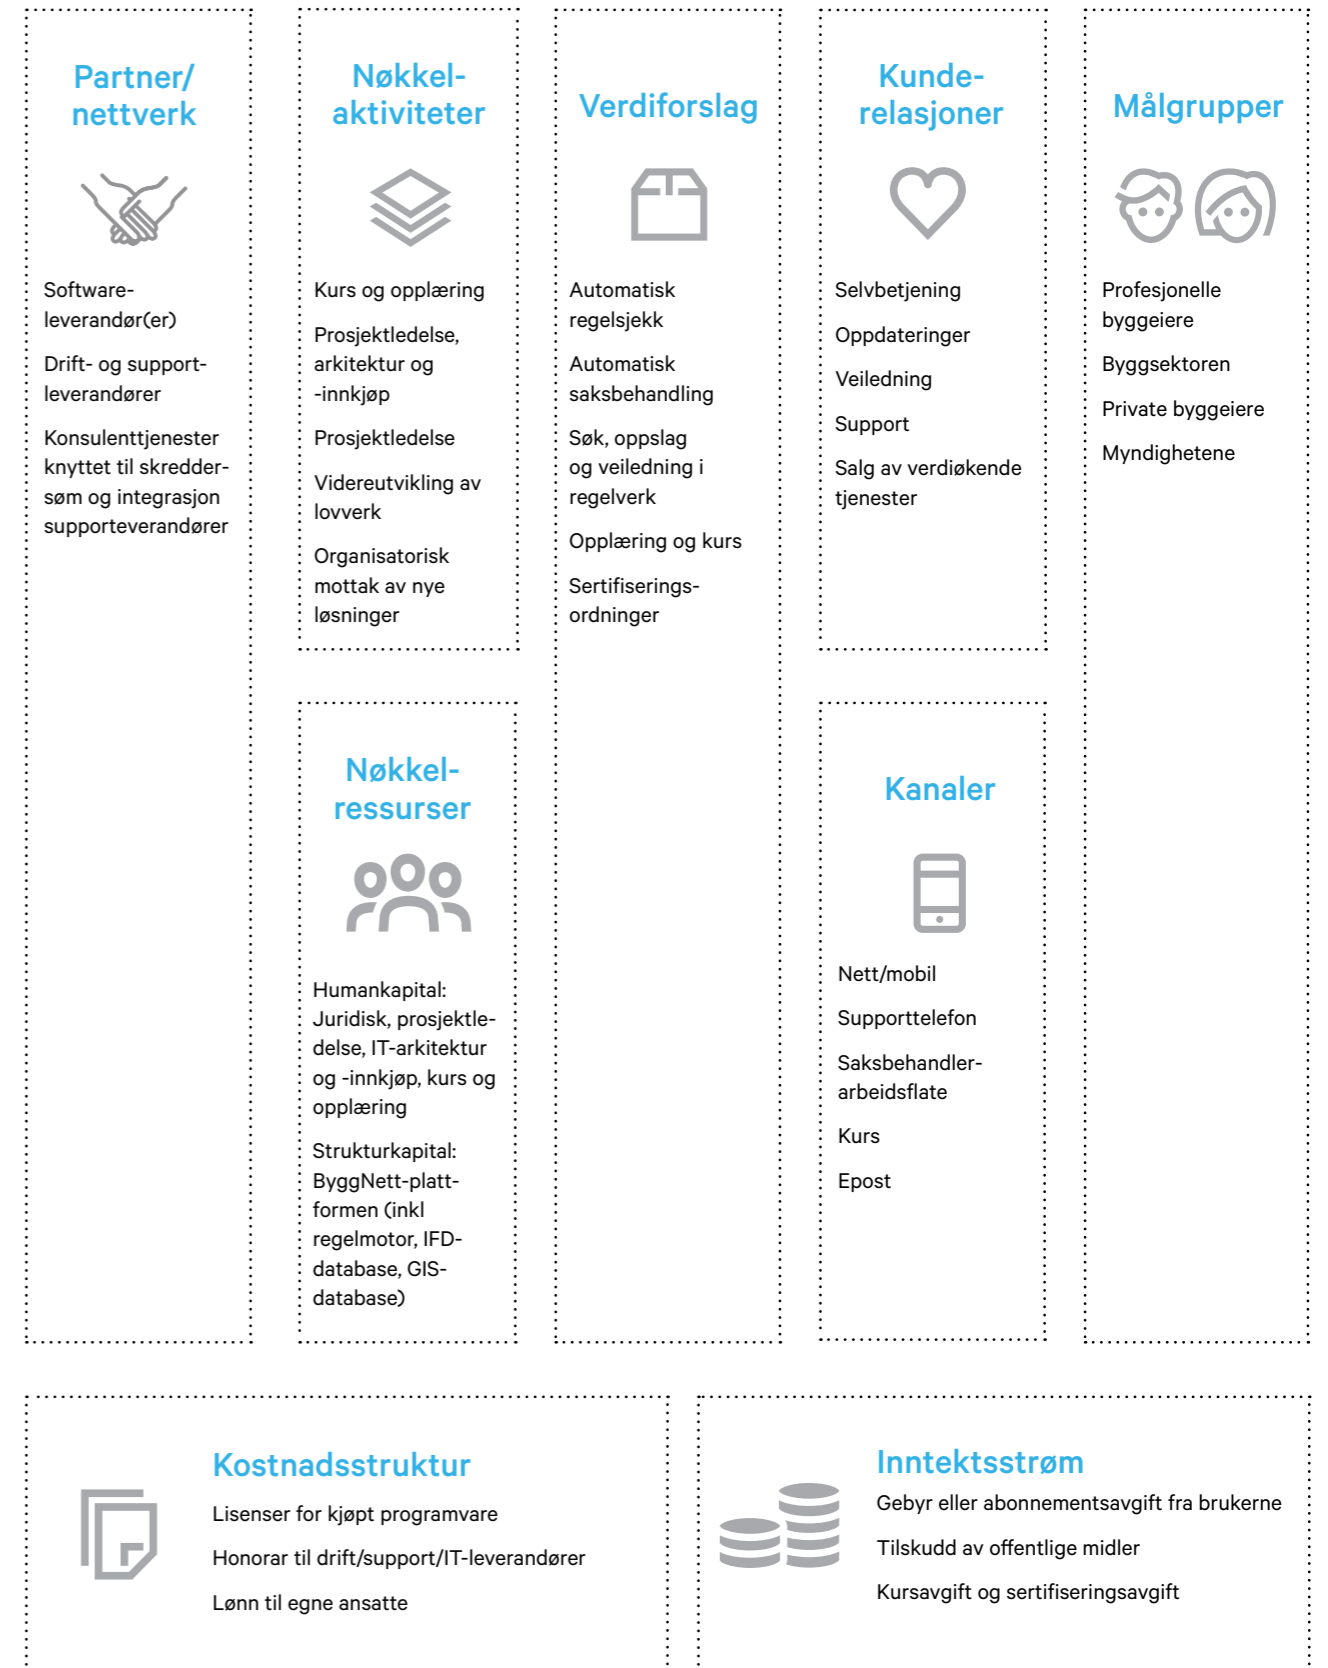 Partner/
nettverk
Software-
leverandør(er)
Drift- og support-
leverandører
Konsulenttjenester
knyttet til skredder-
søm og integrasjon
supporteverandører
Nøkkel-
aktiviteter
Kurs og opplæring
Prosjektledelse,
arkitektur og
-innkjøp
Prosjektledelse
Videreutvikling av
lovverk
Organisatorisk
mottak av nye
løsninger
Nøkkel-
ressurser
Humankapital:
Juridisk, prosjektle-
delse, IT-arkitektur
og -innkjøp, kurs og
opplæring
Strukturkapital:
ByggNett-platt-
formen (inkl
regelmotor, IFD-
database, GIS-
database)
Verdiforslag
Automatisk
regelsjekk
Automatisk
saksbehandling
Søk, oppslag
og veiledning i
regelverk
Opplæring og kurs
Sertifiserings-
ordninger
Kunde-
relasjoner
Selvbetjening
Oppdateringer
Veiledning
Support
Salg av verdiøkende
tjenester
Kanaler
Nett/mobil
Supporttelefon
Saksbehandler-
arbeidsflate
Kurs
Epost
Målgrupper
Profesjonelle
byggeiere
Byggsektoren
Private byggeiere
Myndighetene
Kostnadsstruktur
Lisenser for kjøpt programvare
Honorar til drift/support/IT-leverandører
Lønn til egne ansatte
Inntektsstrøm
Gebyr eller abonnementsavgift fra brukerne
Tilskudd av offentlige midler
Kursavgift og sertifiseringsavgift